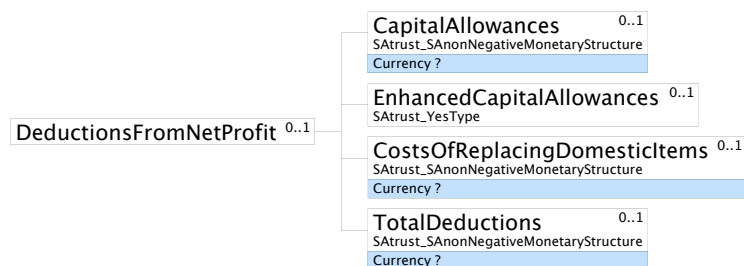 CapitalAllowances 0..1
SAtrust_SAnonNegativeMonetaryStructure
Currency ?
EnhancedCapitalAllowances 0..1
SAtrust_YesType
DeductionsFromNetProfit 0..1
CostsOfReplacingDomesticItems 0..1
SAtrust_SAnonNegativeMonetaryStructure
Currency ?
TotalDeductions 0..1
SAtrust_SAnonNegativeMonetaryStructure
Currency ?